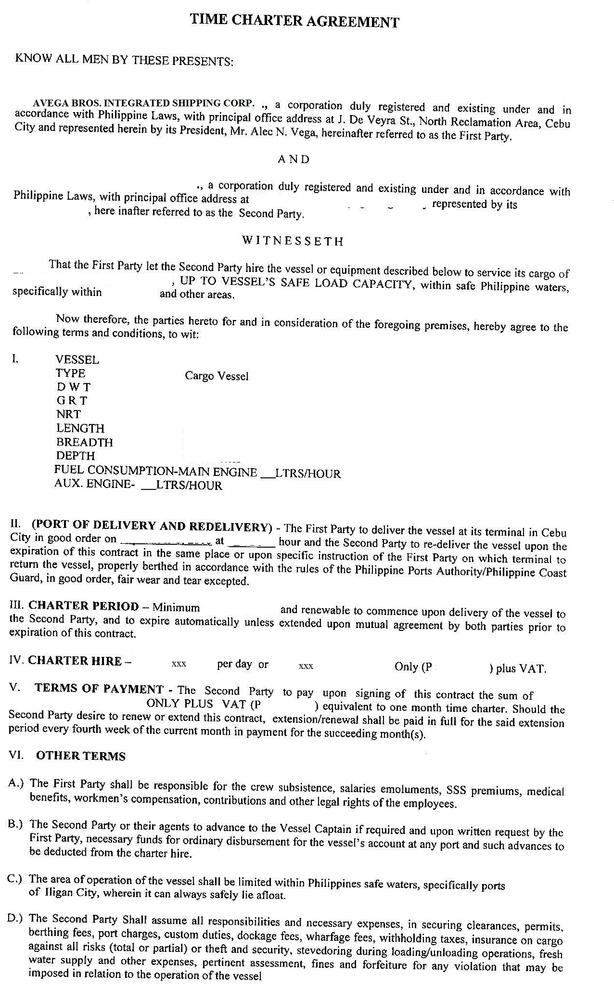 TIME CHARTER AGREEMENT
KNOW ALL MEN BY THESE PRESENTS:
AVEGA BROS. INTEGRATED SHIPPING CORP. ., a corporation duly registered and existing under and in
accordance with Philippine Laws, with principal office address at J. De Veyra St., North Reclamation Area, Cebu
City and represented herein by its President, Mr. Alec N. Vega, hereinafter referred to as the First Party.
A N D
., a corporation duly registered and existing under and in accordance with
Philippine Laws, with principal office address at represented by its
, here inafter referred to as the Second Party.
W I T N E S S E T H
That the First Party let the Second Party hire the vessel or equipment described below to service its cargo of
, UP TO VESSEL'S SAFE LOAD CAPACITY, within safe Philippine waters,
specifically within and other areas.
Now therefore, the parties hereto for and in consideration of the foregoing premises, hereby agree to the
following terms and conditions, to wit:
I. VESSEL
TYPE Cargo Vessel
D W T
G R T
NRT
LENGTH
BREADTH
DEPTH
FUEL CONSUMPTION-MAIN ENGINE __LTRS/HOUR
AUX. ENGINE- __LTRS/HOUR
II. (PORT OF DELIVERY AND REDELIVERY) - The First Party to deliver the vessel at its terminal in Cebu
City in good order on ____________ at ______ hour and the Second Party to re-deliver the vessel upon the
expiration of this contract in the same place or upon specific instruction of the First Party on which terminal to
return the vessel, properly berthed in accordance with the rules of the Philippine Ports Authority/Philippine Coast
Guard, in good order, fair wear and tear excepted.
III. CHARTER PERIOD – Minimum and renewable to commence upon delivery of the vessel to
the Second Party, and to expire automatically unless extended upon mutual agreement by both parties prior to
expiration of this contract.
IV. CHARTER HIRE – xxx per day or xxx Only (P ) plus VAT.
V. TERMS OF PAYMENT - The Second Party to pay upon signing of this contract the sum of
ONLY PLUS VAT (P ) equivalent to one month time charter. Should the
Second Party desire to renew or extend this contract, extension/renewal shall be paid in full for the said extension
period every fourth week of the current month in payment for the succeeding month(s).
VI. OTHER TERMS
A.) The First Party shall be responsible for the crew subsistence, salaries emoluments, SSS premiums, medical
benefits, workmen's compensation, contributions and other legal rights of the employees.
B.) The Second Party or their agents to advance to the Vessel Captain if required and upon written request by the
First Party, necessary funds for ordinary disbursement for the vessel's account at any port and such advances to
be deducted from the charter hire.
C.) The area of operation of the vessel shall be limited within Philippines safe waters, specifically ports
of Iligan City, wherein it can always safely lie afloat.
D.) The Second Party Shall assume all responsibilities and necessary expenses, in securing clearances, permits,
berthing fees, port charges, custom duties, dockage fees, wharfage fees, withholding taxes, insurance on cargo
against all risks (total or partial) or theft and security, stevedoring during loading/unloading operations, fresh
water supply and other expenses, pertinent assessment, fines and forfeiture for any violation that may be
imposed in relation to the operation of the vessel